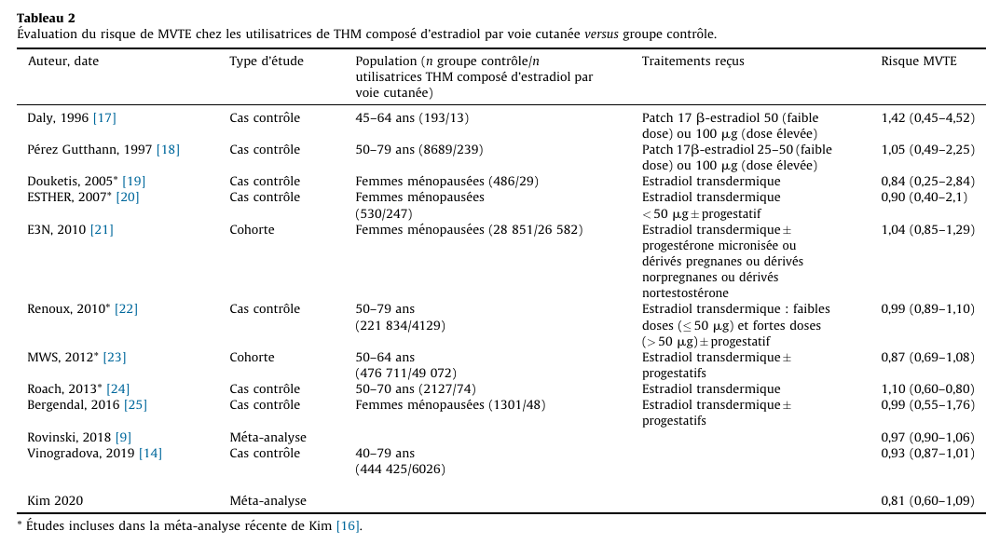 Tableau 2
Évaluation du risque de MVTE chez les utilisatrices de THM composé d'estradiol par voie cutanée versus groupe contrôle.
Auteur, date Type d'étude Population (n groupe contrôle/n utilisatrices THM composé d'estradiol par voie cutanée) Traitements reçus Risque MVTE
Daly, 1996 [17] Cas contrôle 45–64 ans (193/13) Patch 17 β-estradiol 50 (faible dose) ou 100 μg (dose élevée) 1,42 (0,45–4,52)
Pérez Gutthann, 1997 [18] Cas contrôle 50–79 ans (8689/239) Patch 17β-estradiol 25–50 (faible dose) ou 100 μg (dose élevée) 1,05 (0,49–2,25)
Douketis, 2005* [19] Cas contrôle Femmes ménopausées (486/29) Estradiol transdermique 0,84 (0,25–2,84)
ESTHER, 2007* [20] Cas contrôle Femmes ménopausées (530/247) Estradiol transdermique < 50 μg ± progestatif 0,90 (0,40–2,1)
E3N, 2010 [21] Cohorte Femmes ménopausées (28 851/26 582) Estradiol transdermique ± progestérone micronisée ou dérivés pregnanes ou dérivés norpregnanes ou dérivés nortestostérone 1,04 (0,85–1,29)
Renoux, 2010* [22] Cas contrôle 50–79 ans (221 834/4129) Estradiol transdermique : faibles doses (≤ 50 μg) et fortes doses (> 50 μg) ± progestatif 0,99 (0,89–1,10)
MWS, 2012* [23] Cohorte 50–64 ans (476 711/49 072) Estradiol transdermique ± progestatifs 0,87 (0,69–1,08)
Roach, 2013* [24] Cas contrôle 50–70 ans (2127/74) Estradiol transdermique 1,10 (0,60–0,80)
Bergendal, 2016 [25] Cas contrôle Femmes ménopausées (1301/48) Estradiol transdermique ± progestatifs 0,99 (0,55–1,76)
Rovinski, 2018 [9] Méta-analyse 0,97 (0,90–1,06)
Vinogradova, 2019 [14] Cas contrôle 40–79 ans (444 425/6026) 0,93 (0,87–1,01)
Kim 2020 Méta-analyse 0,81 (0,60–1,09)
* Études incluses dans la méta-analyse récente de Kim [16].